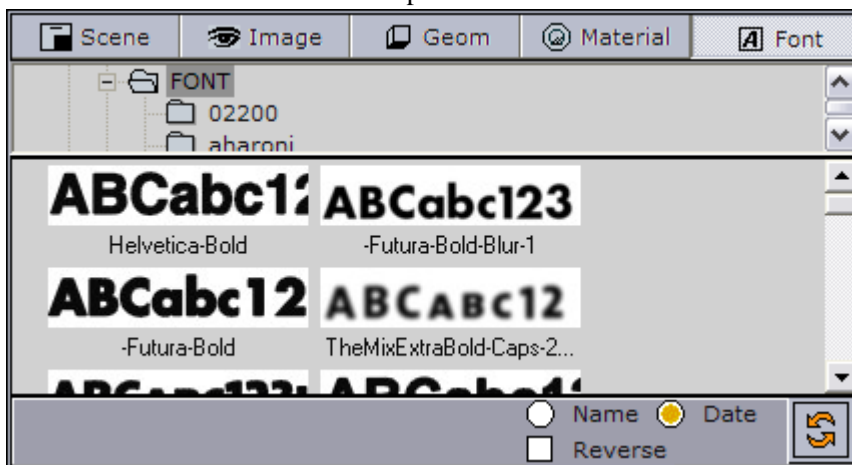 Scene Image Geom Material A Font
FONT
02200
aharoni
ABCabc12 ABCabc123
Helvetica-Bold -Futura-Bold-Blur-1
ABCabc12 ABCABC12
-Futura-Bold TheMixExtraBold-Caps-2...
Name Date
Reverse